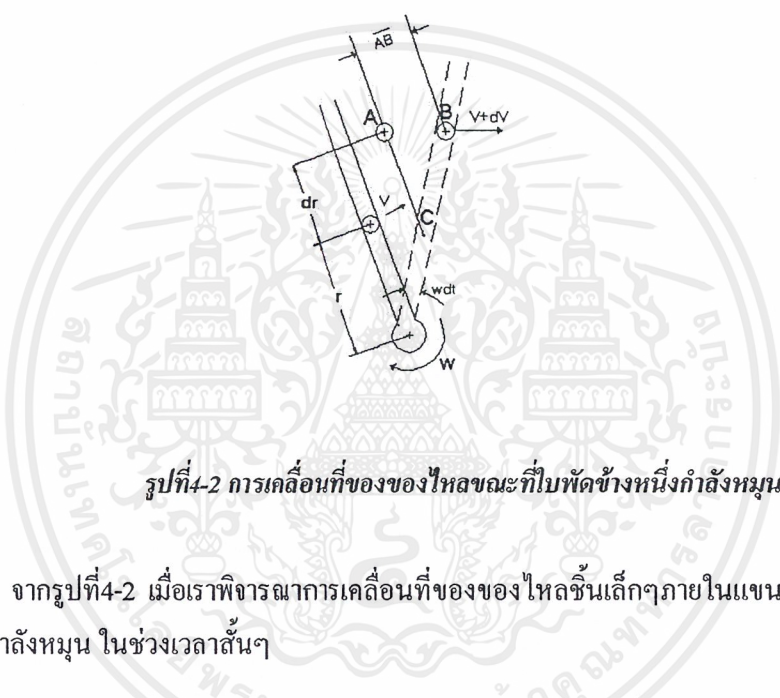 AB
A
B
V+dV
dr
V
C
r
wdt
W
รูปที่4-2 การเคลื่อนที่ของของไหลขณะที่ใบพัดข้างหนึ่งกำลังหมุน
จากรูปที่4-2 เมื่อเราพิจารณาการเคลื่อนที่ของของไหลชิ้นเล็กๆภายในแขน
าลังหมุน ในช่วงเวลาสั้นๆ